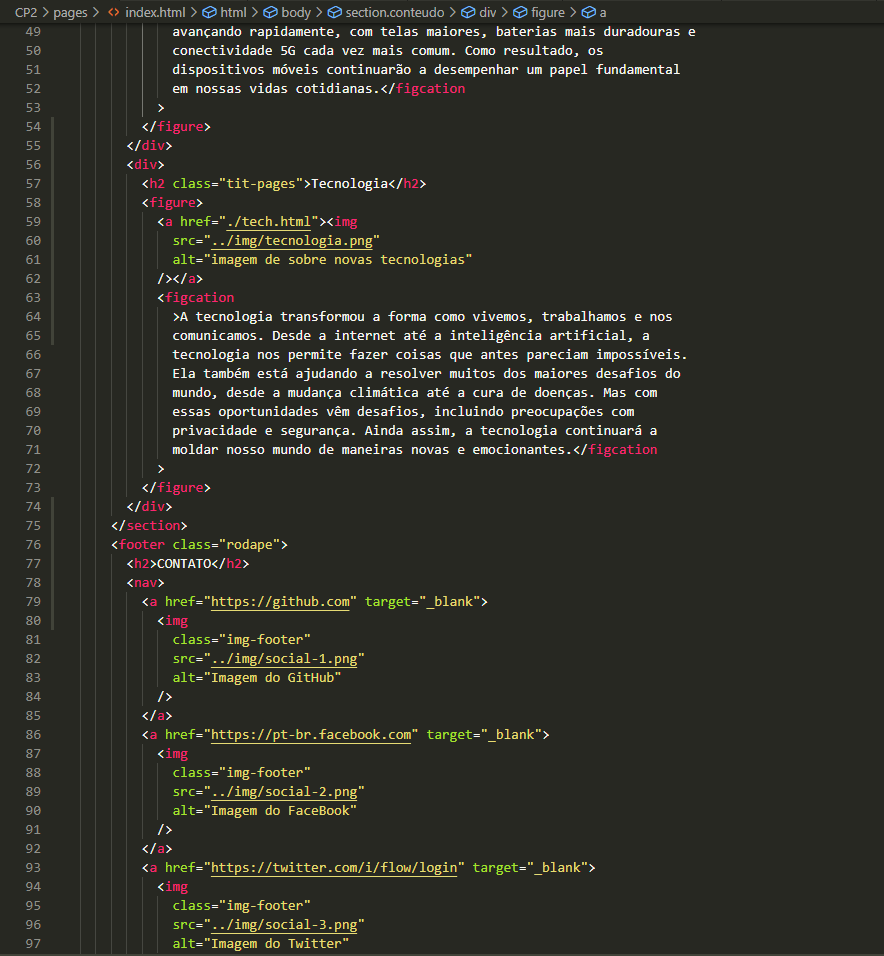 CP2 > pages > <> index.html > html > body > section.conteudo > div > figure > a
49 avançando rapidamente, com telas maiores, baterias mais duradouras e
50 conectividade 5G cada vez mais comum. Como resultado, os
51 dispositivos móveis continuarão a desempenhar um papel fundamental
52 em nossas vidas cotidianas.</figcation
53 >
54 </figure>
55 </div>
56 <div>
57 <h2 class="tit-pages">Tecnologia</h2>
58 <figure>
59 <a href="./tech.html"><img
60 src="../img/tecnologia.png"
61 alt="imagem de sobre novas tecnologias"
62 /></a>
63 <figcation
64 >A tecnologia transformou a forma como vivemos, trabalhamos e nos
65 comunicamos. Desde a internet até a inteligência artificial, a
66 tecnologia nos permite fazer coisas que antes pareciam impossíveis.
67 Ela também está ajudando a resolver muitos dos maiores desafios do
68 mundo, desde a mudança climática até a cura de doenças. Mas com
69 essas oportunidades vêm desafios, incluindo preocupações com
70 privacidade e segurança. Ainda assim, a tecnologia continuará a
71 moldar nosso mundo de maneiras novas e emocionantes.</figcation
72 >
73 </figure>
74 </div>
75 </section>
76 <footer class="rodape">
77 <h2>CONTATO</h2>
78 <nav>
79 <a href="https://github.com" target="_blank">
80 <img
81 class="img-footer"
82 src="../img/social-1.png"
83 alt="Imagem do GitHub"
84 />
85 </a>
86 <a href="https://pt-br.facebook.com" target="_blank">
87 <img
88 class="img-footer"
89 src="../img/social-2.png"
90 alt="Imagem do FaceBook"
91 />
92 </a>
93 <a href="https://twitter.com/i/flow/login" target="_blank">
94 <img
95 class="img-footer"
96 src="../img/social-3.png"
97 alt="Imagem do Twitter"